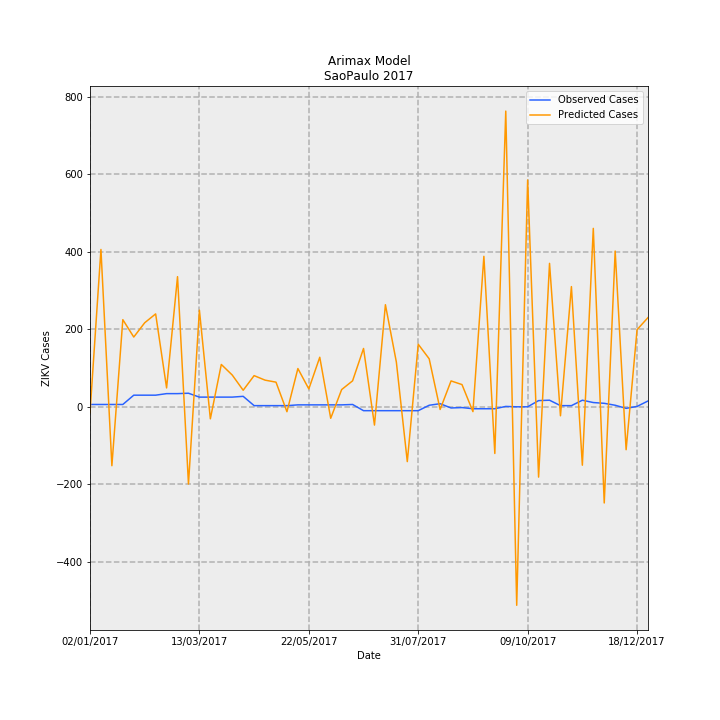 Arimax Model
SaoPaulo 2017
Observed Cases
Predicted Cases
800
600
400
200
0
−200
−400
ZIKV Cases
02/01/2017 13/03/2017 22/05/2017 31/07/2017 09/10/2017 18/12/2017
Date